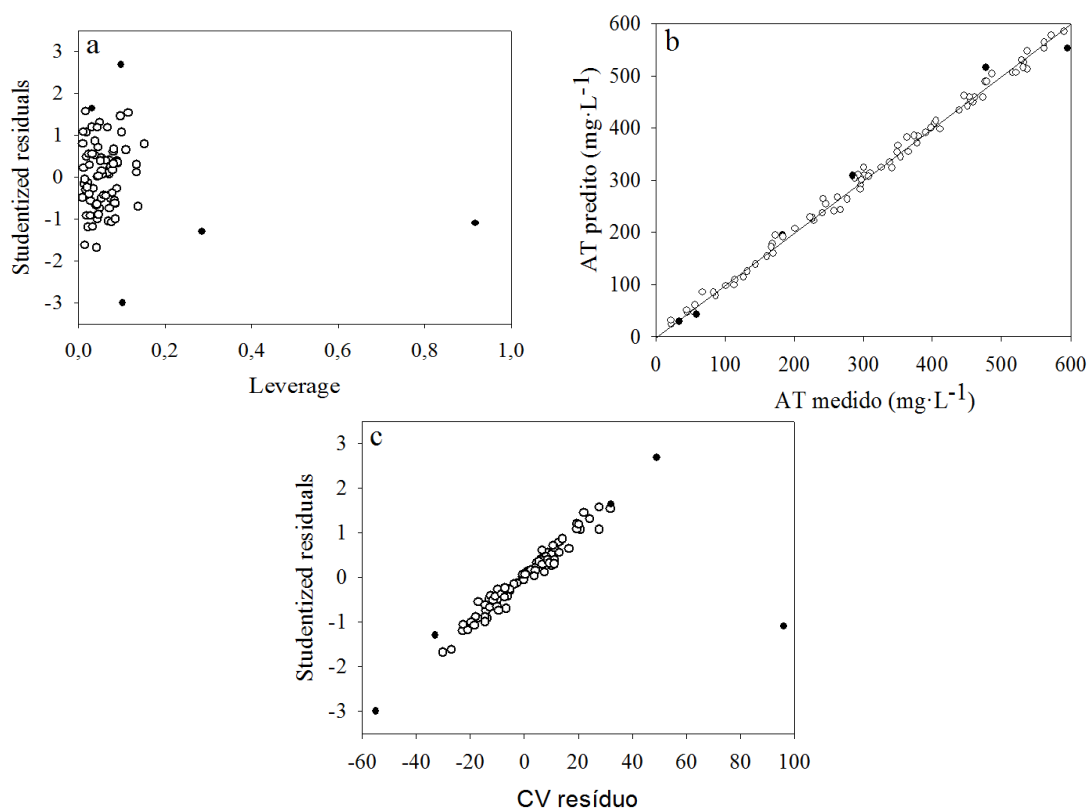 a
Studentized residuals
3
2
1
0
-1
-2
-3
0,0 0,2 0,4 0,6 0,8 1,0
Leverage
b
AT predito (mg·L-1)
600
500
400
300
200
100
0
0 100 200 300 400 500 600
AT medido (mg·L-1)
c
Studentized residuals
3
2
1
0
-1
-2
-3
-60 -40 -20 0 20 40 60 80 100
CV resíduo